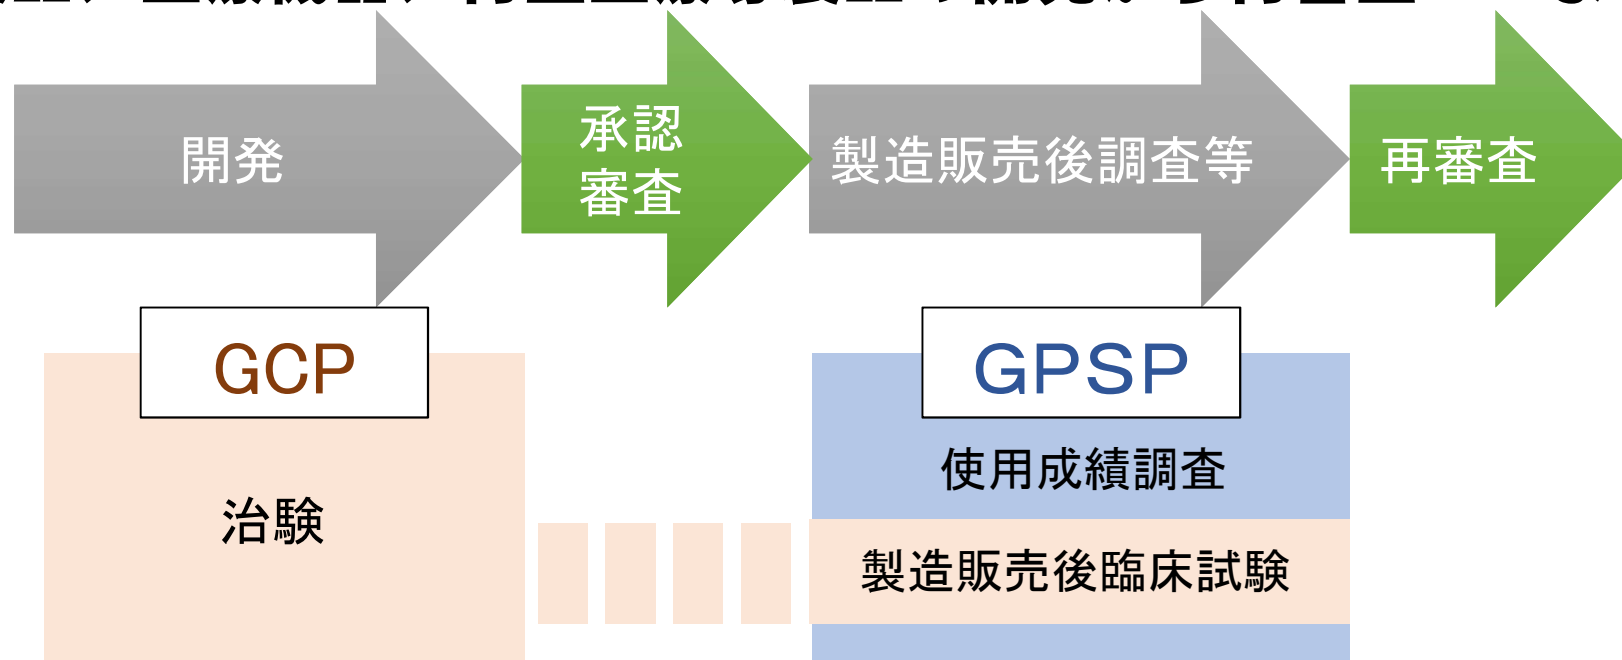 開発
承認
審査
製造販売後調査等
再審査
GCP
GPSP
治験
使用成績調査
製造販売後臨床試験